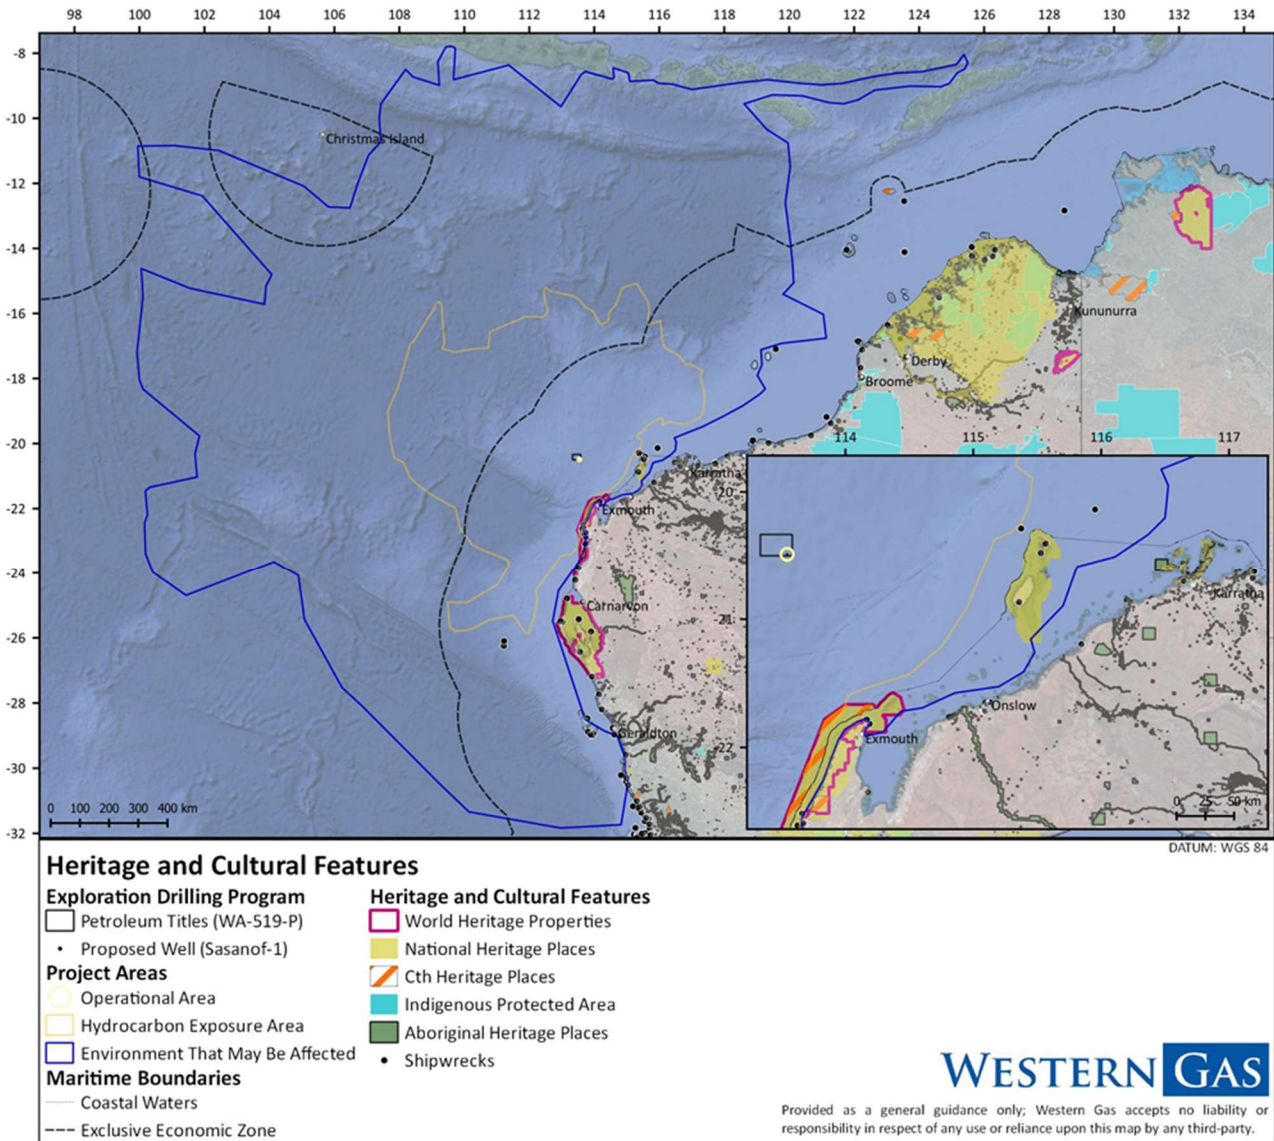 98 100 102 104 106 108 110 112 114 116 118 120 122 124 126 128 130 132 134
-8
-10
Christmas Island
-12
-14
-16
Kununurra
Derby
-18
Broome
-20
114 115 116 117
Karratha
-20
-22
Exmouth
-24
Karratha
Carnarvon
-21
-26
-28
Onslow
Geraldton
-22
Exmouth
-30
0 100 200 300 400 km
0 25 50 km
-32
DATUM: WGS 84
Heritage and Cultural Features
Exploration Drilling Program
Petroleum Titles (WA-519-P)
Proposed Well (Sasanof-1)
Project Areas
Operational Area
Hydrocarbon Exposure Area
Environment That May Be Affected
Maritime Boundaries
Coastal Waters
Exclusive Economic Zone
Heritage and Cultural Features
World Heritage Properties
National Heritage Places
Cth Heritage Places
Indigenous Protected Area
Aboriginal Heritage Places
Shipwrecks
WESTERN GAS
Provided as a general guidance only; Western Gas accepts no liability or
responsibility in respect of any use or reliance upon this map by any third-party.